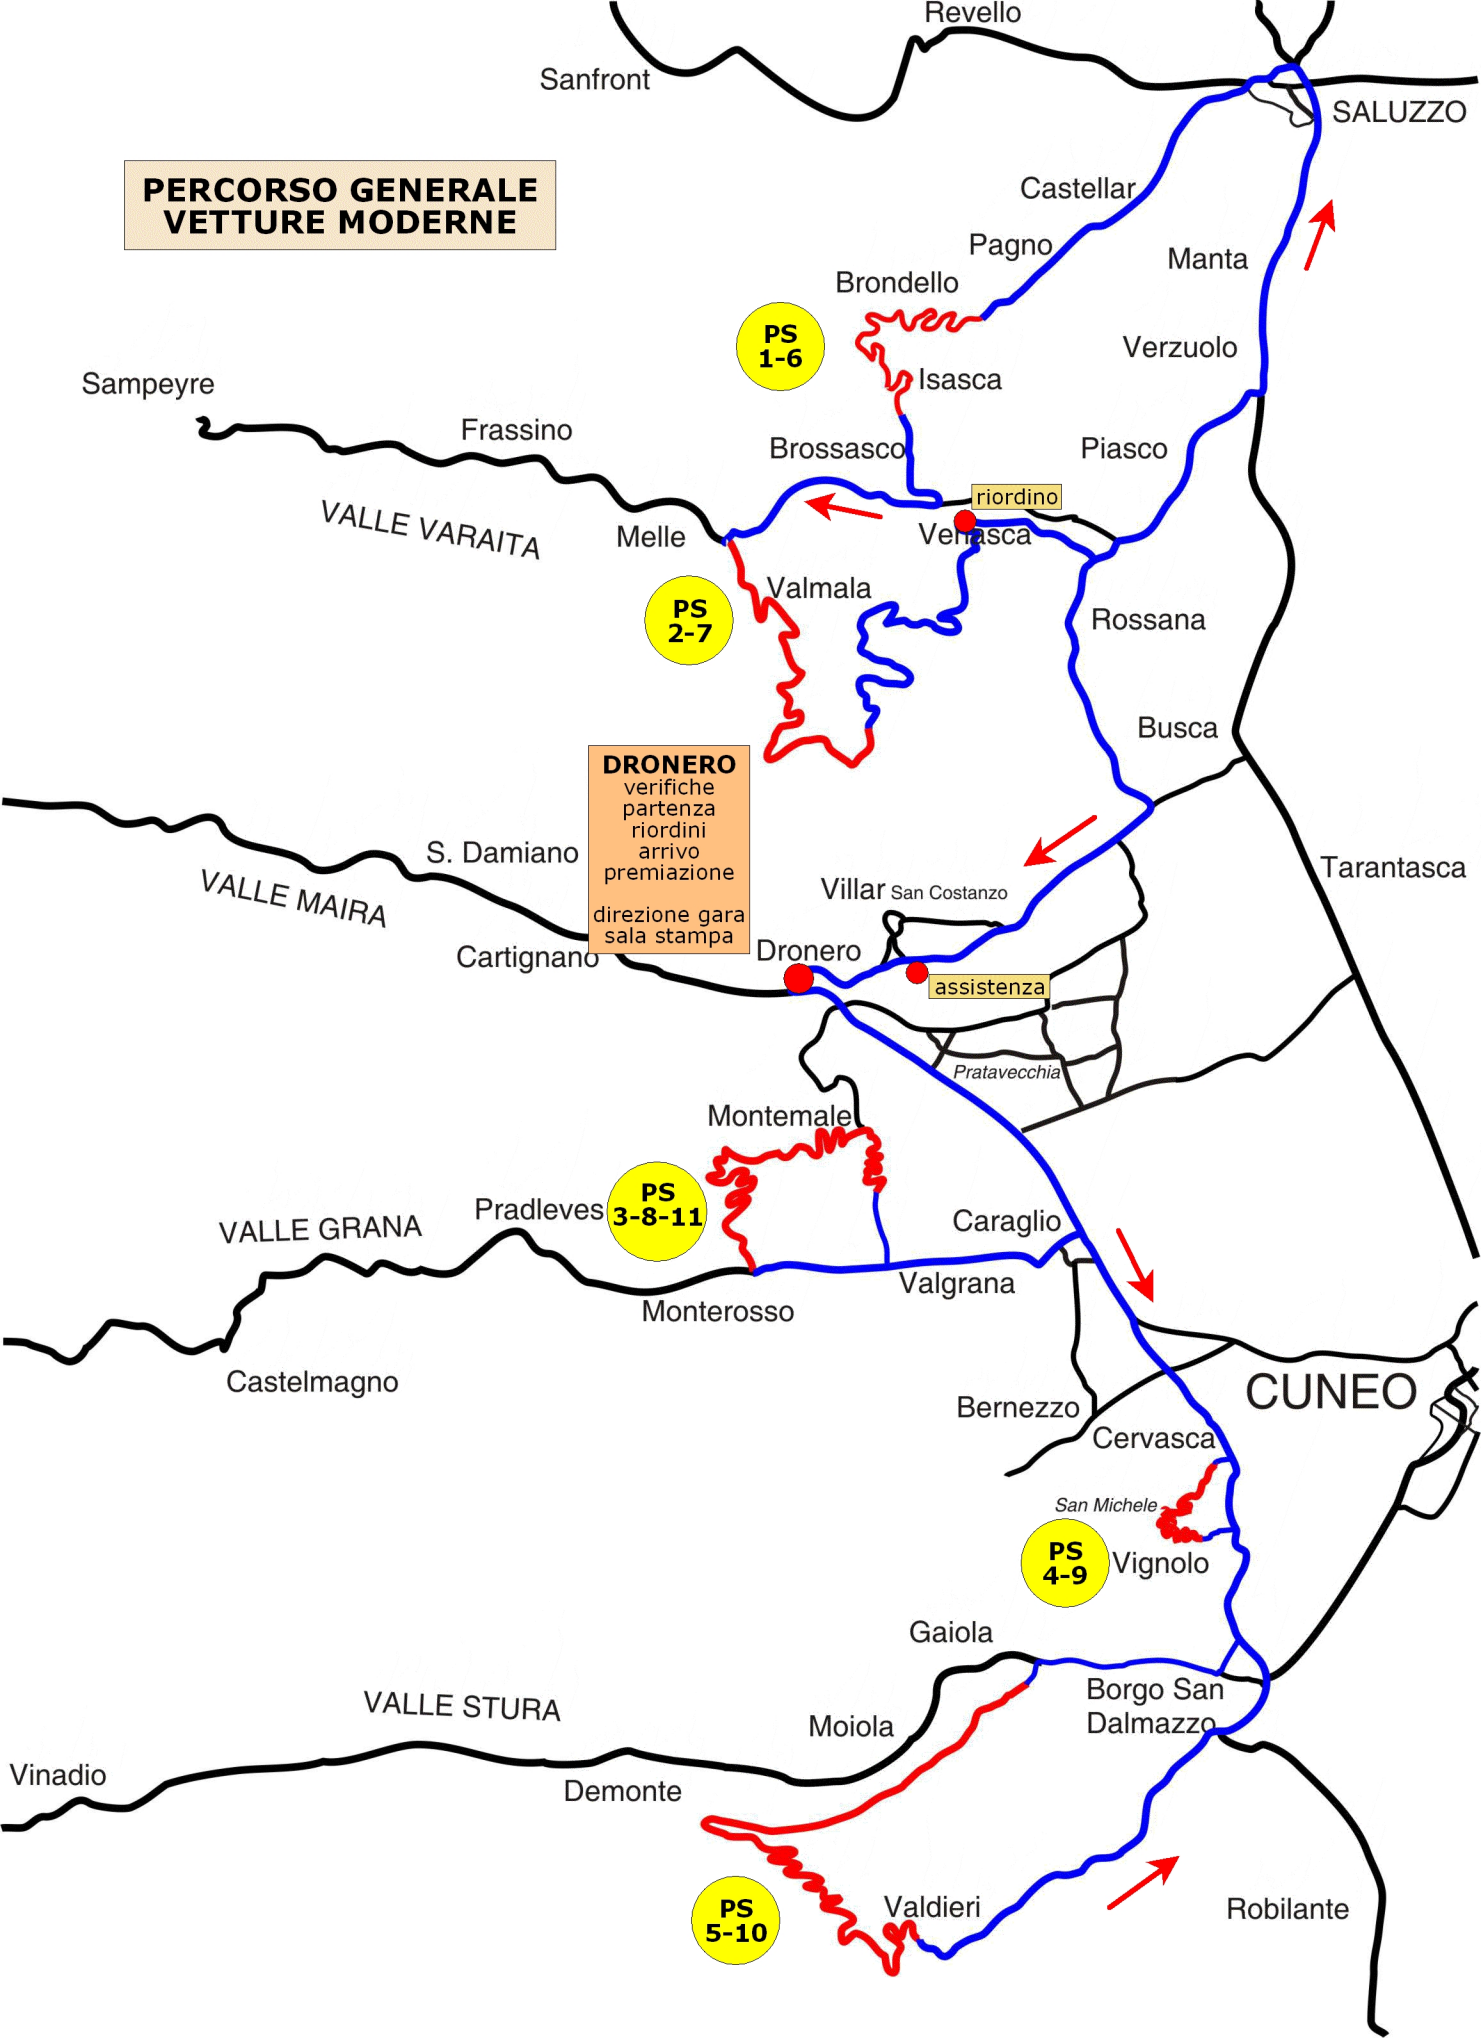 Revello
Sanfront
SALUZZO
PERCORSO GENERALE
VETTURE MODERNE
Castellar
Pagno
Manta
Brondello
PS
1-6
Verzuolo
Isasca
Sampeyre
Frassino
Brossasco
Piasco
riordino
VALLE VARAITA
Melle
Venasca
Valmala
PS
2-7
Rossana
Busca
DRONERO
verifiche
partenza
riordini
arrivo
premiazione
direzione gara
sala stampa
S. Damiano
VALLE MAIRA
Tarantasca
Villar San Costanzo
Cartignano
Dronero
assistenza
Pratavecchia
Montemale
PS
3-8-11
Pradleves
VALLE GRANA
Caraglio
Valgrana
Monterosso
Castelmagno
CUNEO
Bernezzo
Cervasca
San Michele
PS
4-9
Vignolo
Gaiola
Borgo San
Dalmazzo
VALLE STURA
Moiola
Vinadio
Demonte
PS
5-10
Valdieri
Robilante